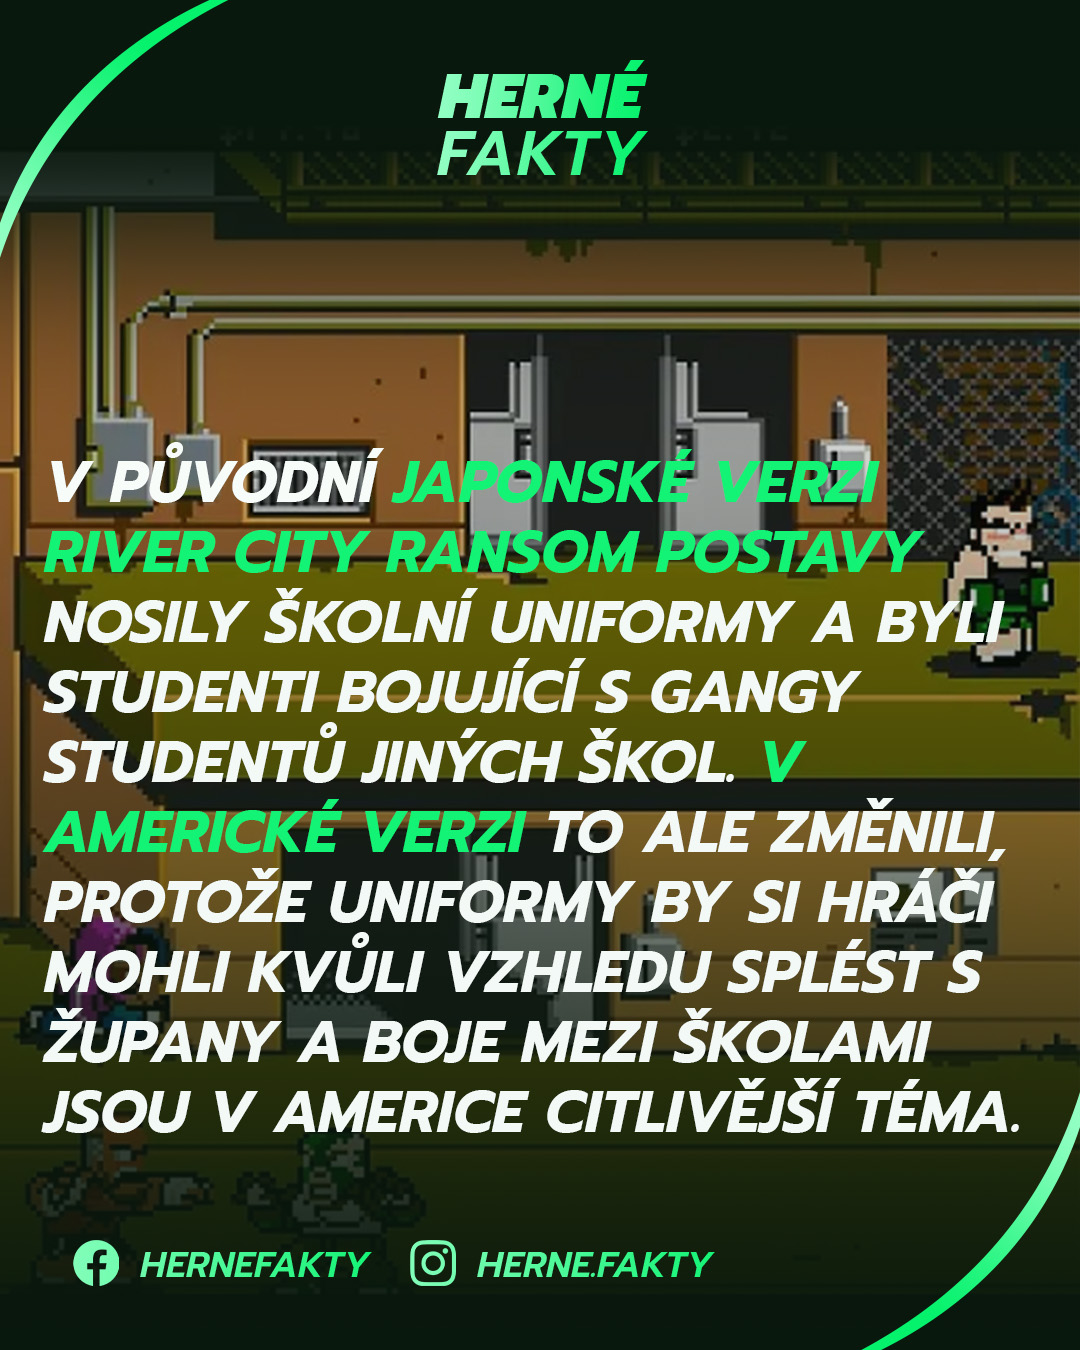 HERNÉ
FAKTY
V PŮVODNÍ JAPONSKÉ VERZI
RIVER CITY RANSOM POSTAVY
NOSILY ŠKOLNÍ UNIFORMY A BYLI
STUDENTI BOJUJÍCÍ S GANGY
STUDENTŮ JINÝCH ŠKOL. V
AMERICKÉ VERZI TO ALE ZMĚNILI,
PROTOŽE UNIFORMY BY SI HRÁČÍ
MOHLI KVŮLI VZHLEDU SPLÉST S
ŽUPANY A BOJE MEZI ŠKOLAMI
JSOU V AMERICE CITLIVĚJŠÍ TÉMA.
HERNEFAKTY HERNE.FAKTY